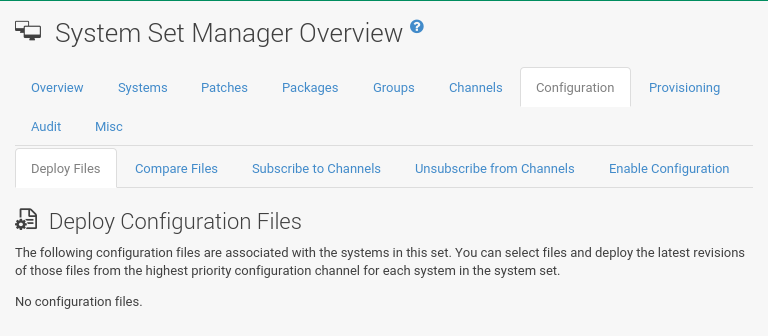 System Set Manager Overview ?
Overview Systems Patches Packages Groups Channels Configuration Provisioning
Audit Misc
Deploy Files Compare Files Subscribe to Channels Unsubscribe from Channels Enable Configuration
Deploy Configuration Files
The following configuration files are associated with the systems in this set. You can select files and deploy the latest revisions
of those files from the highest priority configuration channel for each system in the system set.
No configuration files.